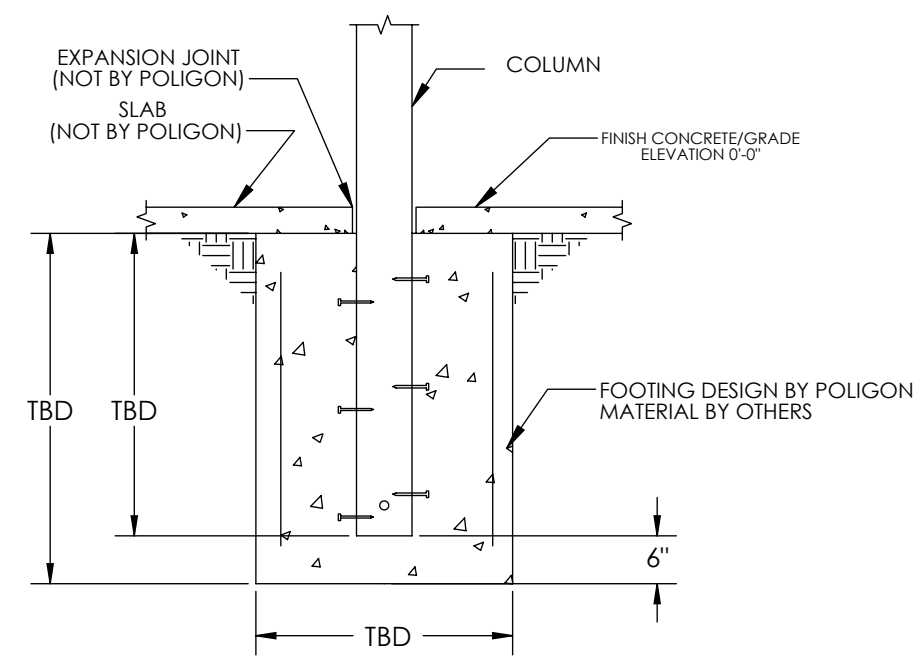 EXPANSION JOINT
(NOT BY POLIGON)
SLAB
(NOT BY POLIGON)
COLUMN
FINISH CONCRETE/GRADE
ELEVATION 0'-0"
TBD
TBD
FOOTING DESIGN BY POLIGON
MATERIAL BY OTHERS
6"
TBD